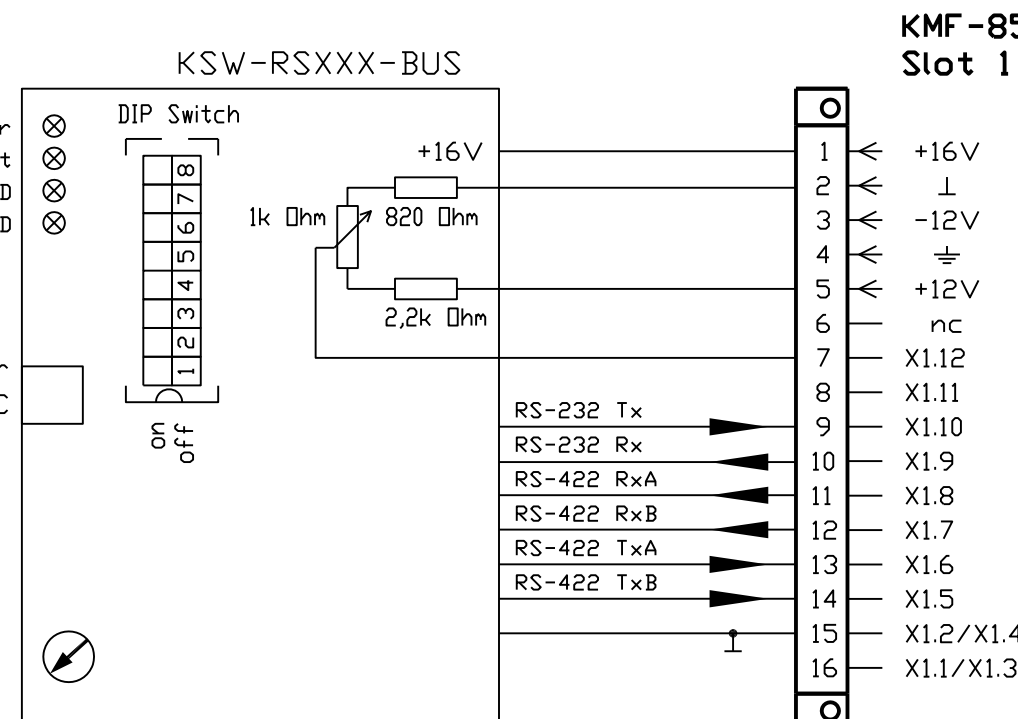 KMF-85
Slot 1
KSW-RSXXX-BUS
DIP Switch
8
7
6
5
4
3
2
1
on
off
+16V
1k Ohm
820 Ohm
2,2k Ohm
RS-232 Tx
RS-232 Rx
RS-422 RxA
RS-422 RxB
RS-422 TxA
RS-422 TxB
1 +16V
2 ⊥
3 -12V
4
5 +12V
6 nc
7 X1.12
8 X1.11
9 X1.10
10 X1.9
11 X1.8
12 X1.7
13 X1.6
14 X1.5
15 X1.2/X1.4
16 X1.1/X1.3